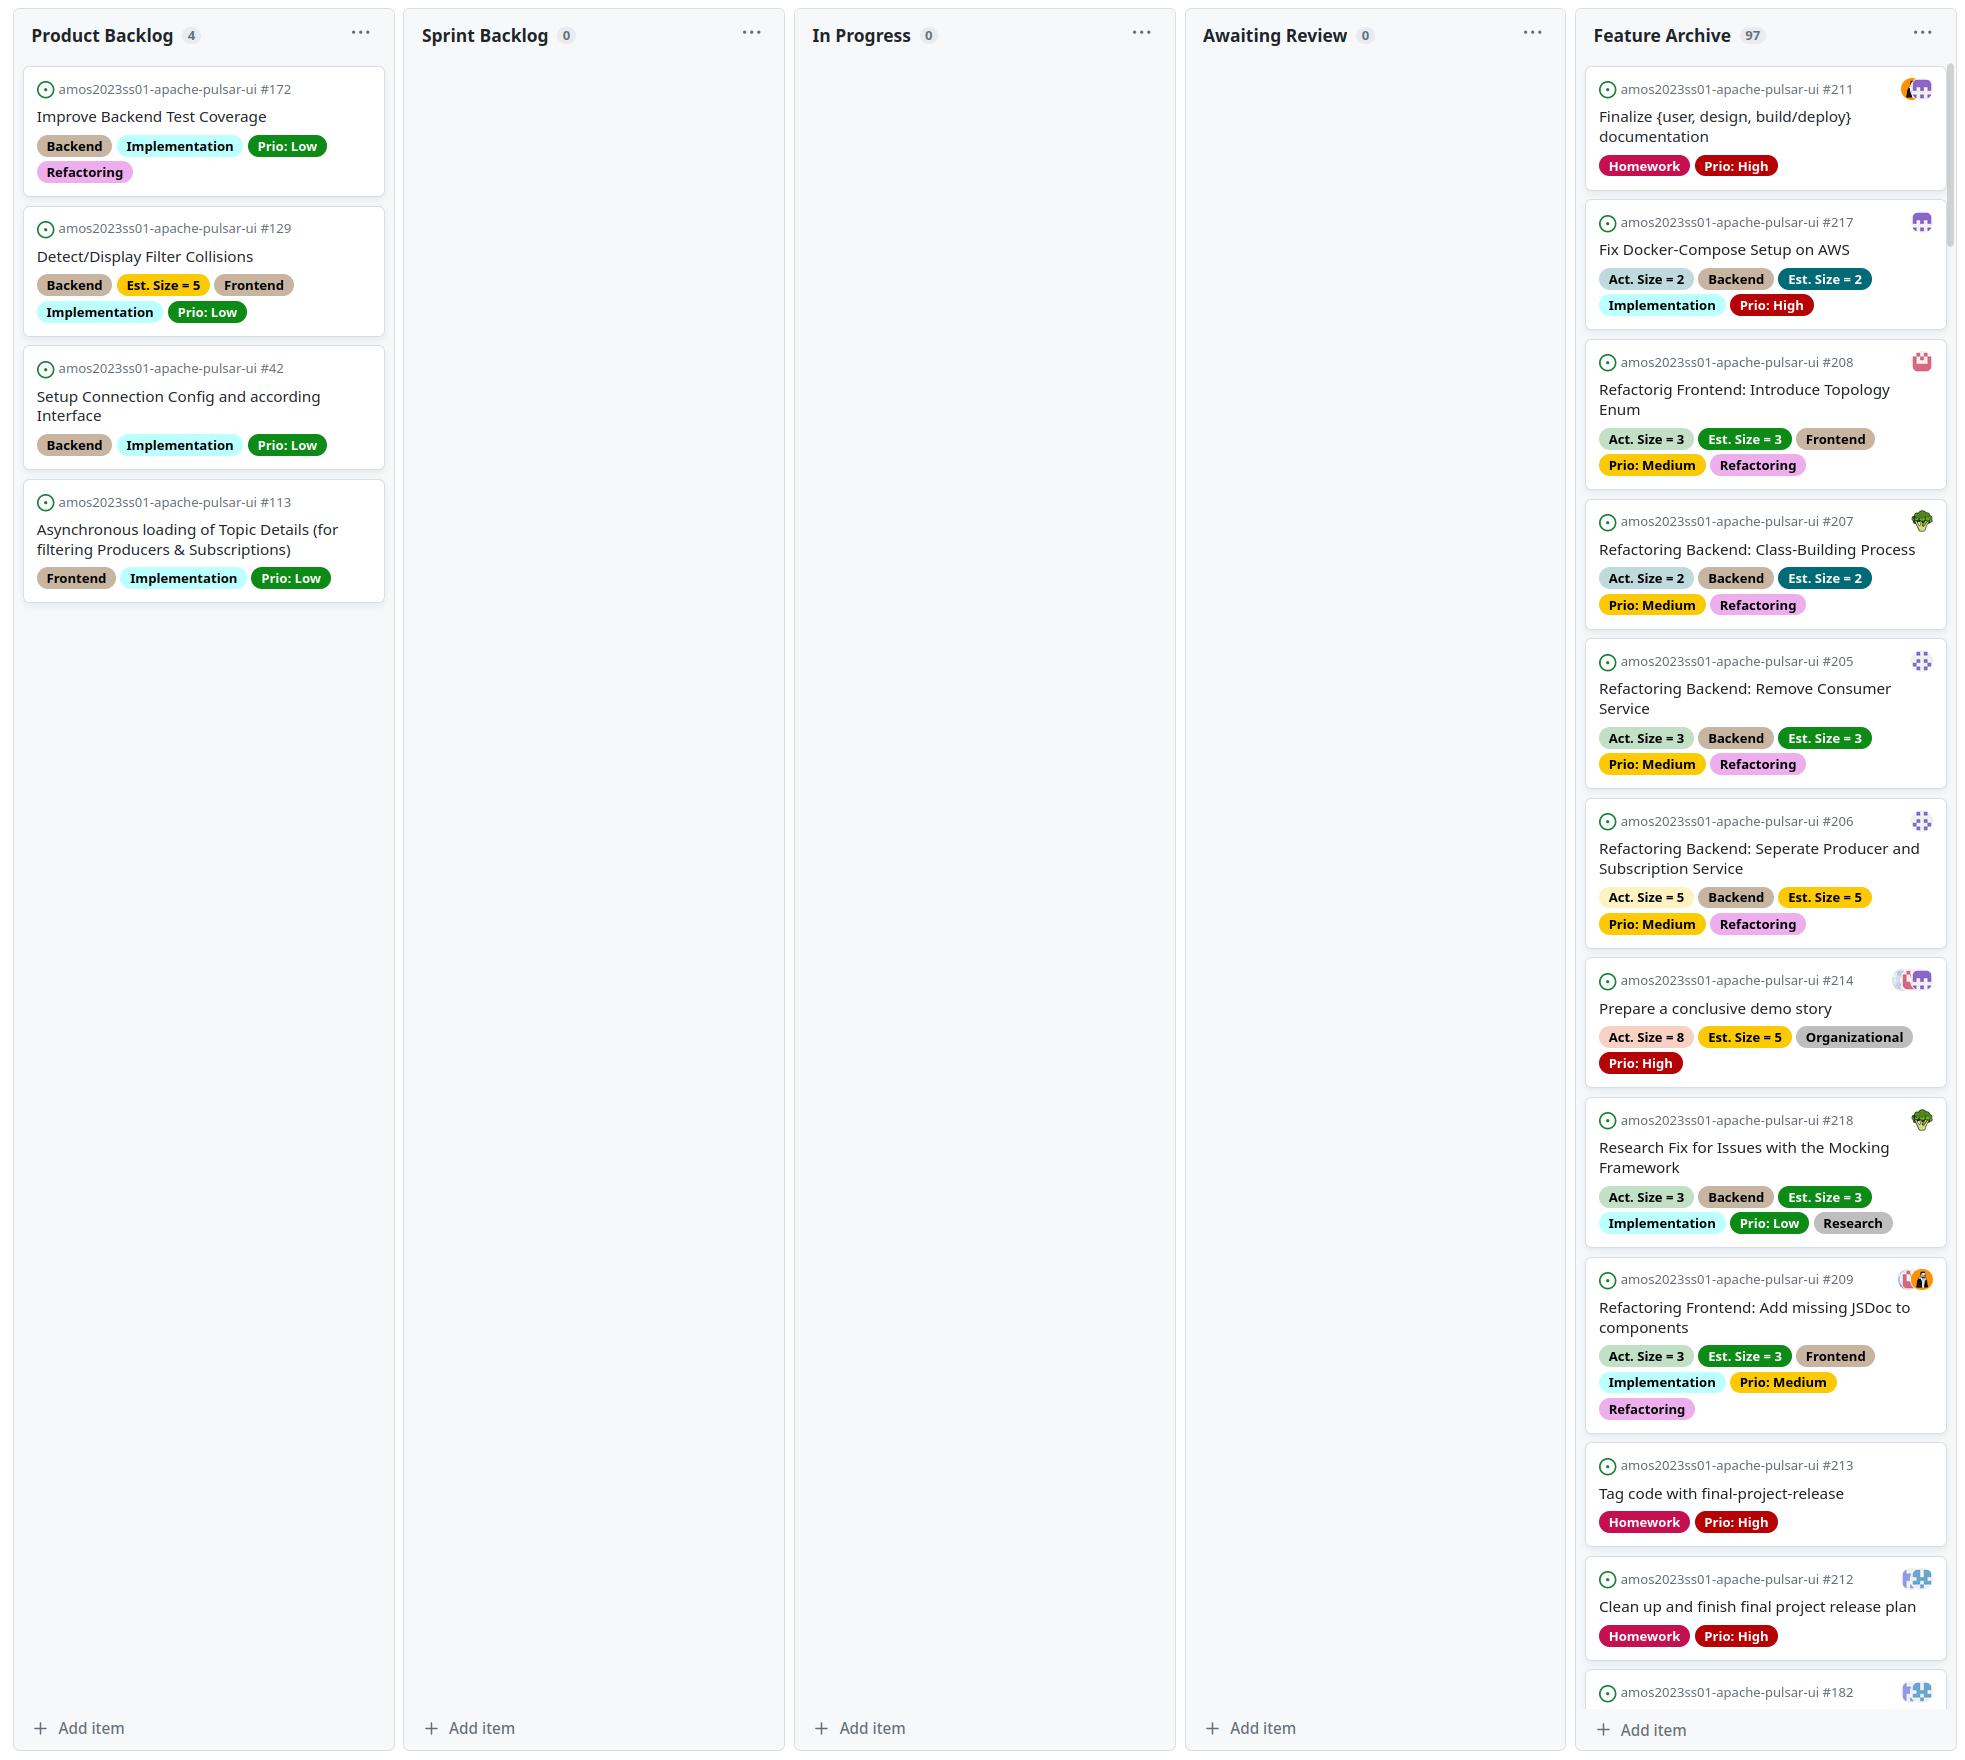 Product Backlog 4
amos2023ss01-apache-pulsar-ui #172
Improve Backend Test Coverage
Backend Implementation Prio: Low
Refactoring
amos2023ss01-apache-pulsar-ui #129
Detect/Display Filter Collisions
Backend Est. Size = 5 Frontend
Implementation Prio: Low
amos2023ss01-apache-pulsar-ui #42
Setup Connection Config and according
Interface
Backend Implementation Prio: Low
amos2023ss01-apache-pulsar-ui #113
Asynchronous loading of Topic Details (for
filtering Producers & Subscriptions)
Frontend Implementation Prio: Low
Add item
Sprint Backlog 0
Add item
In Progress 0
Add item
Awaiting Review 0
Add item
Feature Archive 97
amos2023ss01-apache-pulsar-ui #211
Finalize {user, design, build/deploy}
documentation
Homework Prio: High
amos2023ss01-apache-pulsar-ui #217
Fix Docker-Compose Setup on AWS
Act. Size = 2 Backend Est. Size = 2
Implementation Prio: High
amos2023ss01-apache-pulsar-ui #208
Refactorig Frontend: Introduce Topology
Enum
Act. Size = 3 Est. Size = 3 Frontend
Prio: Medium Refactoring
amos2023ss01-apache-pulsar-ui #207
Refactoring Backend: Class-Building Process
Act. Size = 2 Backend Est. Size = 2
Prio: Medium Refactoring
amos2023ss01-apache-pulsar-ui #205
Refactoring Backend: Remove Consumer
Service
Act. Size = 3 Backend Est. Size = 3
Prio: Medium Refactoring
amos2023ss01-apache-pulsar-ui #206
Refactoring Backend: Seperate Producer and
Subscription Service
Act. Size = 5 Backend Est. Size = 5
Prio: Medium Refactoring
amos2023ss01-apache-pulsar-ui #214
Prepare a conclusive demo story
Act. Size = 8 Est. Size = 5 Organizational
Prio: High
amos2023ss01-apache-pulsar-ui #218
Research Fix for Issues with the Mocking
Framework
Act. Size = 3 Backend Est. Size = 3
Implementation Prio: Low Research
amos2023ss01-apache-pulsar-ui #209
Refactoring Frontend: Add missing JSDoc to
components
Act. Size = 3 Est. Size = 3 Frontend
Implementation Prio: Medium
Refactoring
amos2023ss01-apache-pulsar-ui #213
Tag code with final-project-release
Homework Prio: High
amos2023ss01-apache-pulsar-ui #212
Clean up and finish final project release plan
Homework Prio: High
amos2023ss01-apache-pulsar-ui #182
Add item